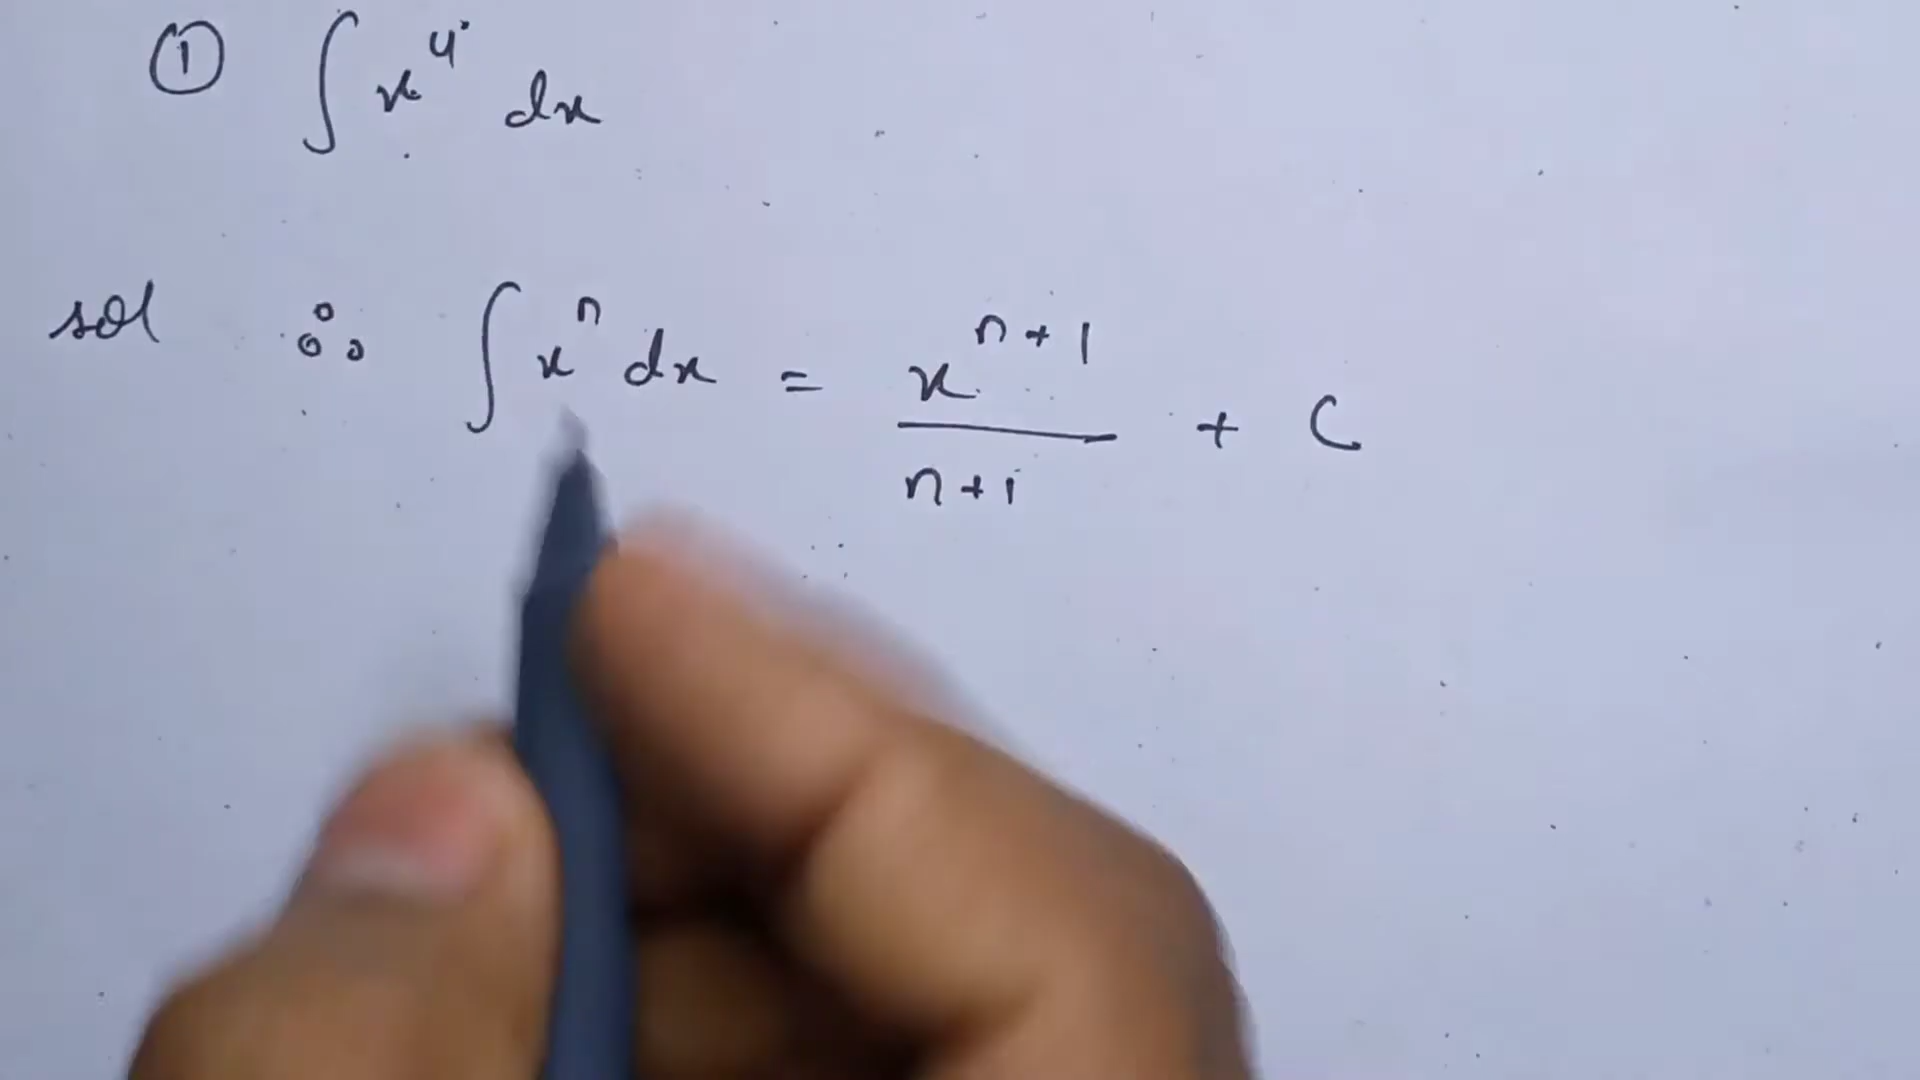 ① ∫ x⁴ dx
sol ∴ ∫ xⁿ dx = xⁿ⁺¹ / n+1 + C